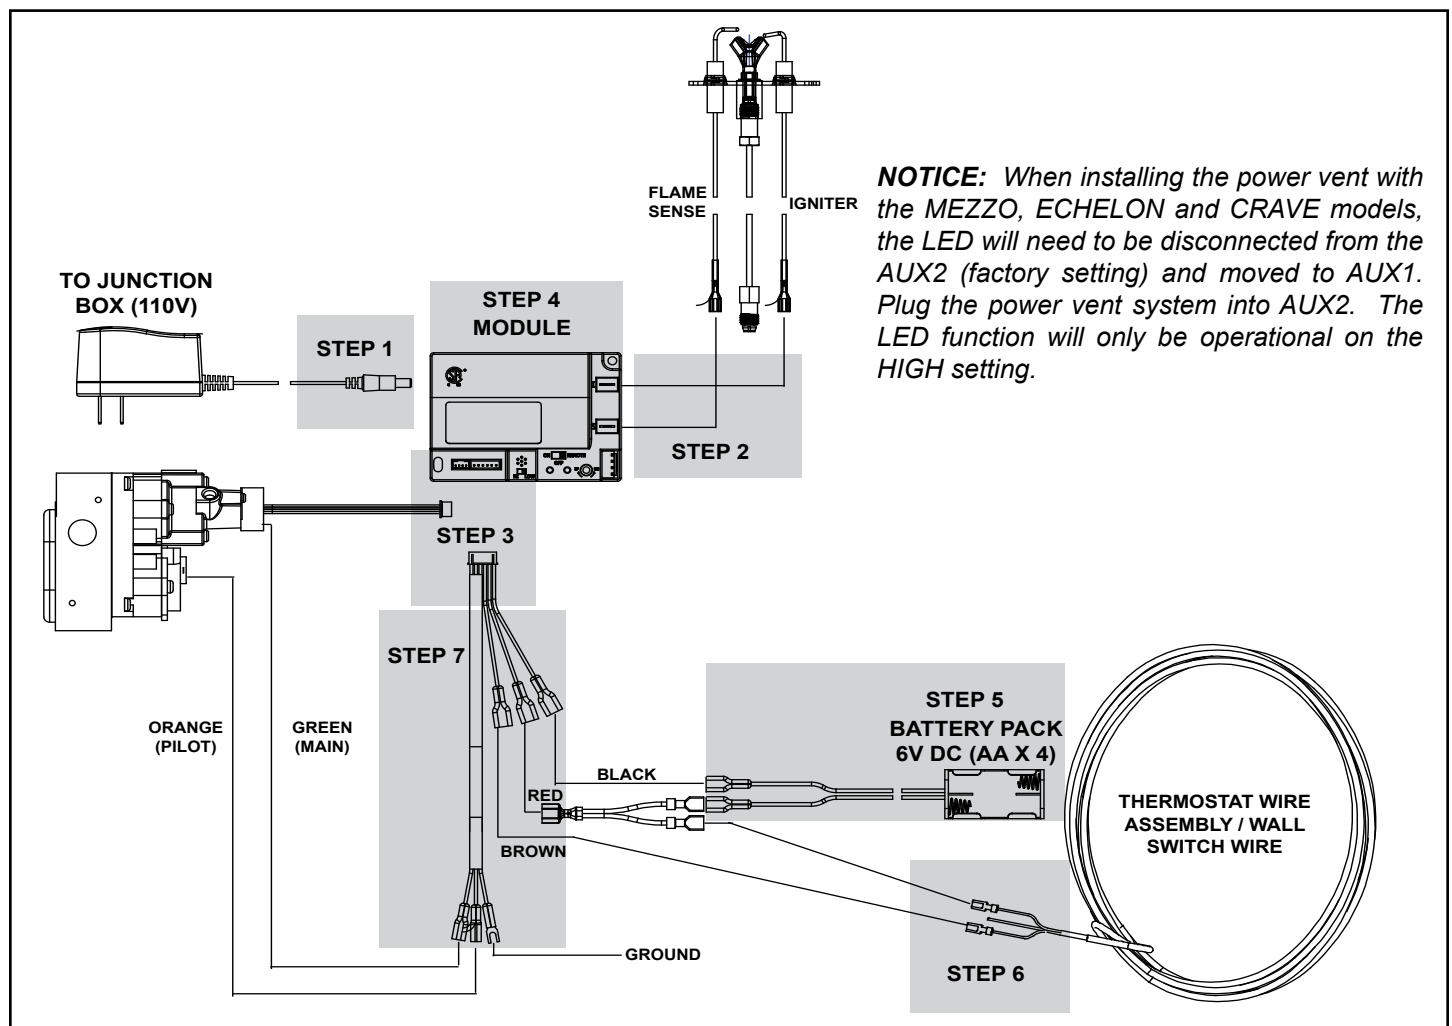 FLAME
SENSE
IGNITER
NOTICE: When installing the power vent with
the MEZZO, ECHELON and CRAVE models,
the LED will need to be disconnected from the
AUX2 (factory setting) and moved to AUX1.
Plug the power vent system into AUX2. The
LED function will only be operational on the
HIGH setting.
TO JUNCTION
BOX (110V)
STEP 1
STEP 4
MODULE
STEP 2
ON
REMOTE
OFF
STEP 3
STEP 7
ORANGE
(PILOT)
GREEN
(MAIN)
STEP 5
BATTERY PACK
6V DC (AA X 4)
BLACK
RED
BROWN
THERMOSTAT WIRE
ASSEMBLY / WALL
SWITCH WIRE
GROUND
STEP 6